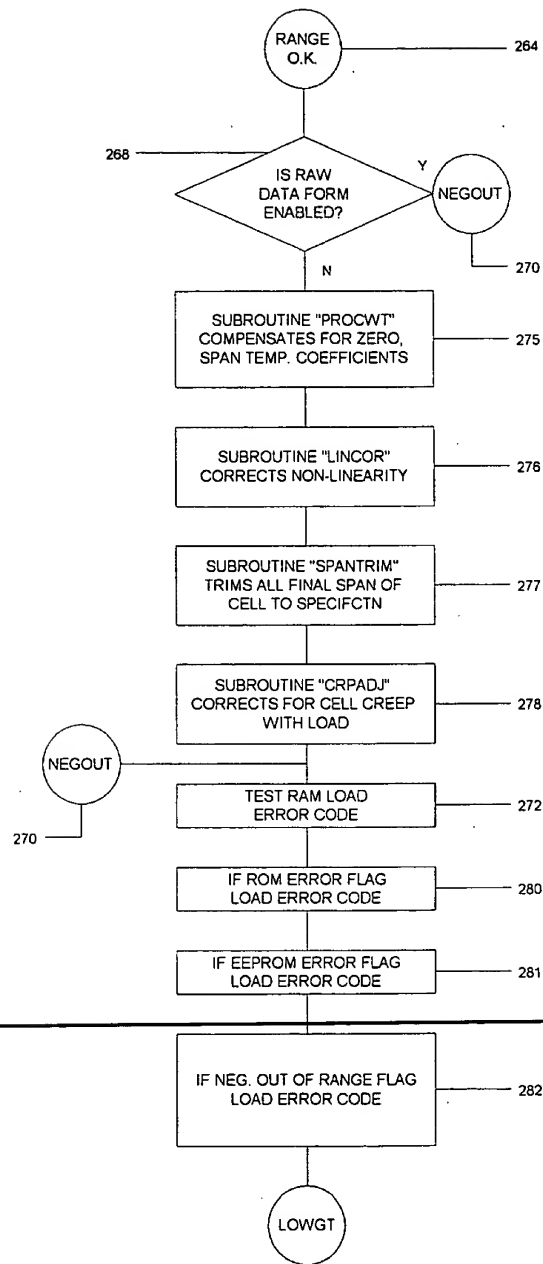 RANGE
O.K.
264
268
IS RAW
DATA FORM
ENABLED?
Y
NEGOUT
270
N
SUBROUTINE "PROCWT"
COMPENSATES FOR ZERO,
SPAN TEMP. COEFFICIENTS
275
SUBROUTINE "LINCOR"
CORRECTS NON-LINEARITY
276
SUBROUTINE "SPANTRIM"
TRIMS ALL FINAL SPAN OF
CELL TO SPECIFCTN
277
SUBROUTINE "CRPADJ"
CORRECTS FOR CELL CREEP
WITH LOAD
278
NEGOUT
270
TEST RAM LOAD
ERROR CODE
272
IF ROM ERROR FLAG
LOAD ERROR CODE
280
IF EEPROM ERROR FLAG
LOAD ERROR CODE
281
IF NEG. OUT OF RANGE FLAG
LOAD ERROR CODE
282
LOWGT